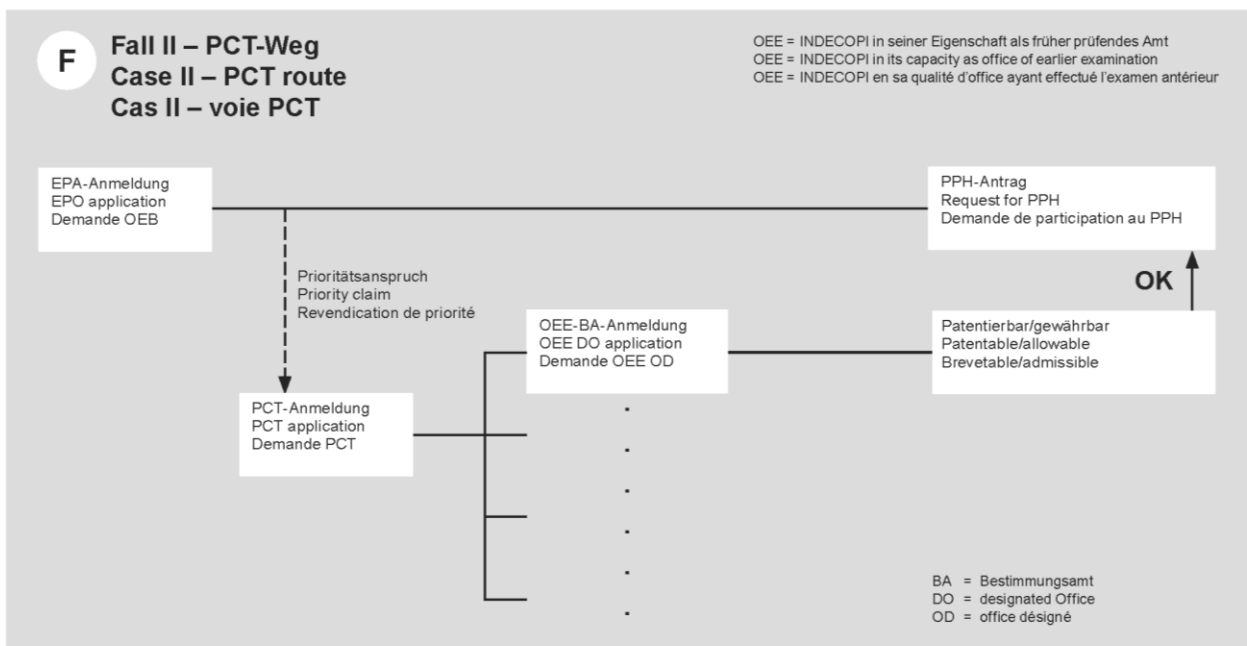 F
Fall II – PCT-Weg
Case II – PCT route
Cas II – voie PCT
OEE = INDECOPI in seiner Eigenschaft als früher prüfendes Amt
OEE = INDECOPI in its capacity as office of earlier examination
OEE = INDECOPI en sa qualité d'office ayant effectué l'examen antérieur
EPA-Anmeldung
EPO application
Demande OEB
PPH-Antrag
Request for PPH
Demande de participation au PPH
Prioritätsanspruch
Priority claim
Revendication de priorité
OK
OEE-BA-Anmeldung
OEE DO application
Demande OEE OD
Patentierbar/gewährbar
Patentable/allowable
Brevetable/admissible
PCT-Anmeldung
PCT application
Demande PCT
BA = Bestimmungsamt
DO = designated Office
OD = office désigné